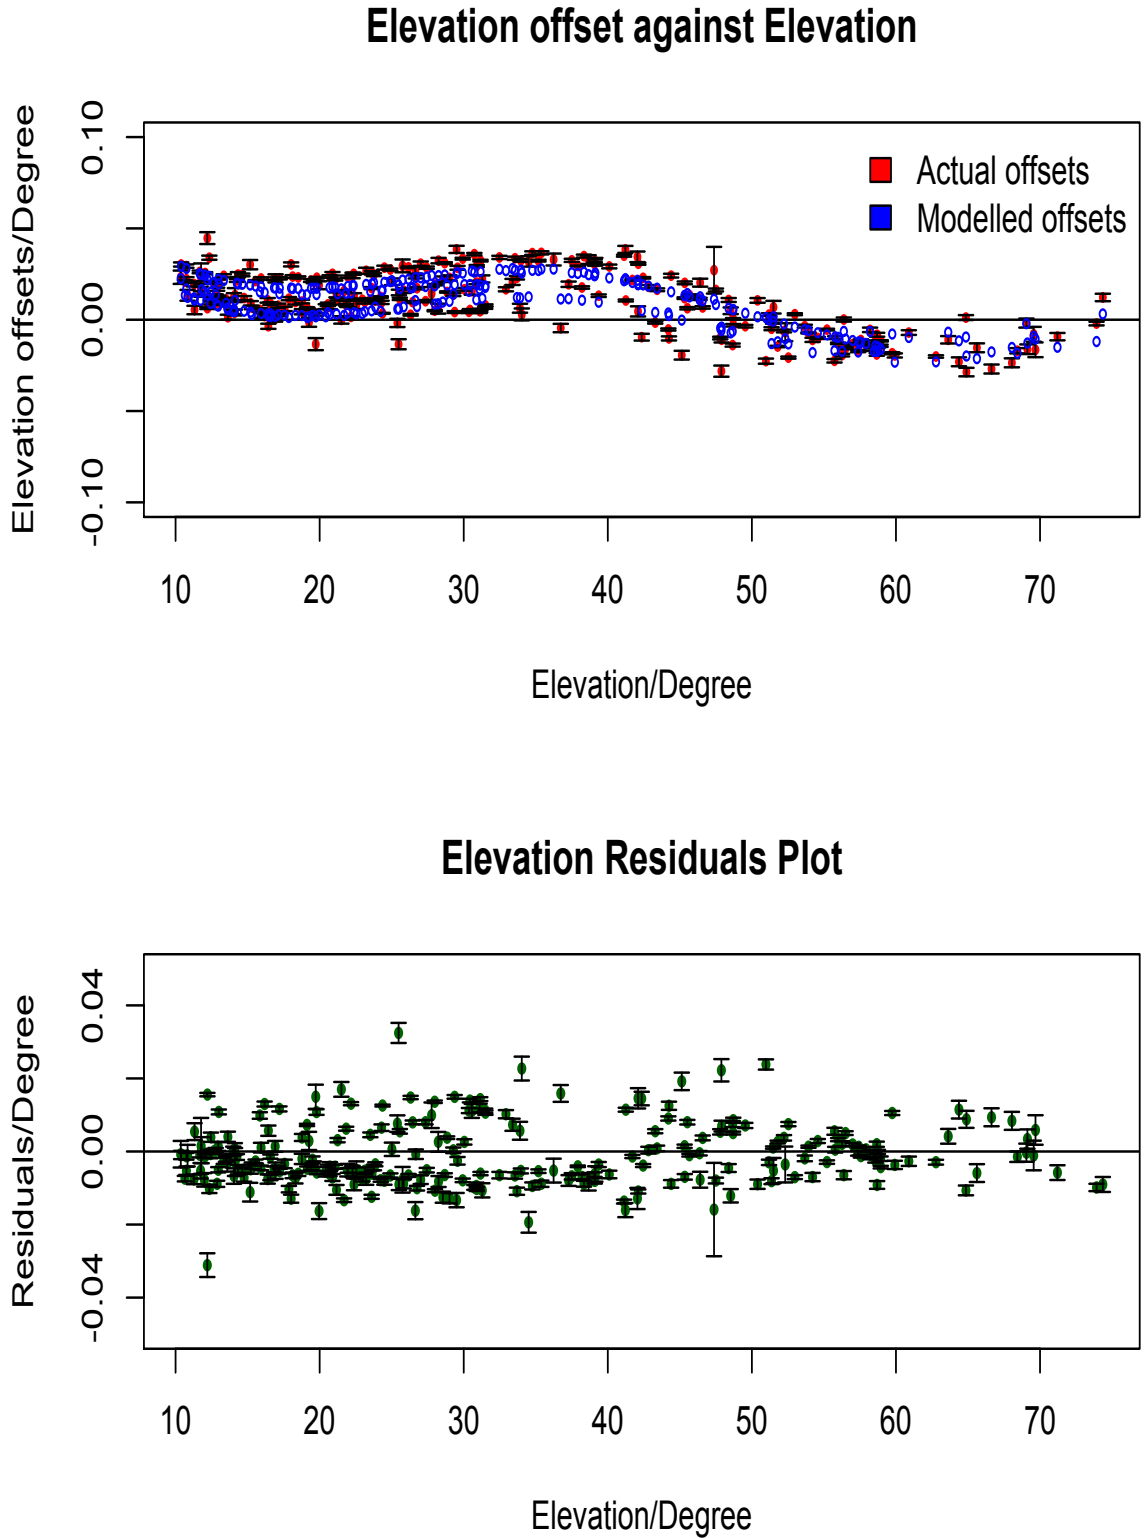 Elevation offset against Elevation
Elevation offsets/Degree
0.10
0.00
-0.10
Actual offsets
Modelled offsets
10 20 30 40 50 60 70
Elevation/Degree
Elevation Residuals Plot
Residuals/Degree
0.04
0.00
-0.04
10 20 30 40 50 60 70
Elevation/Degree